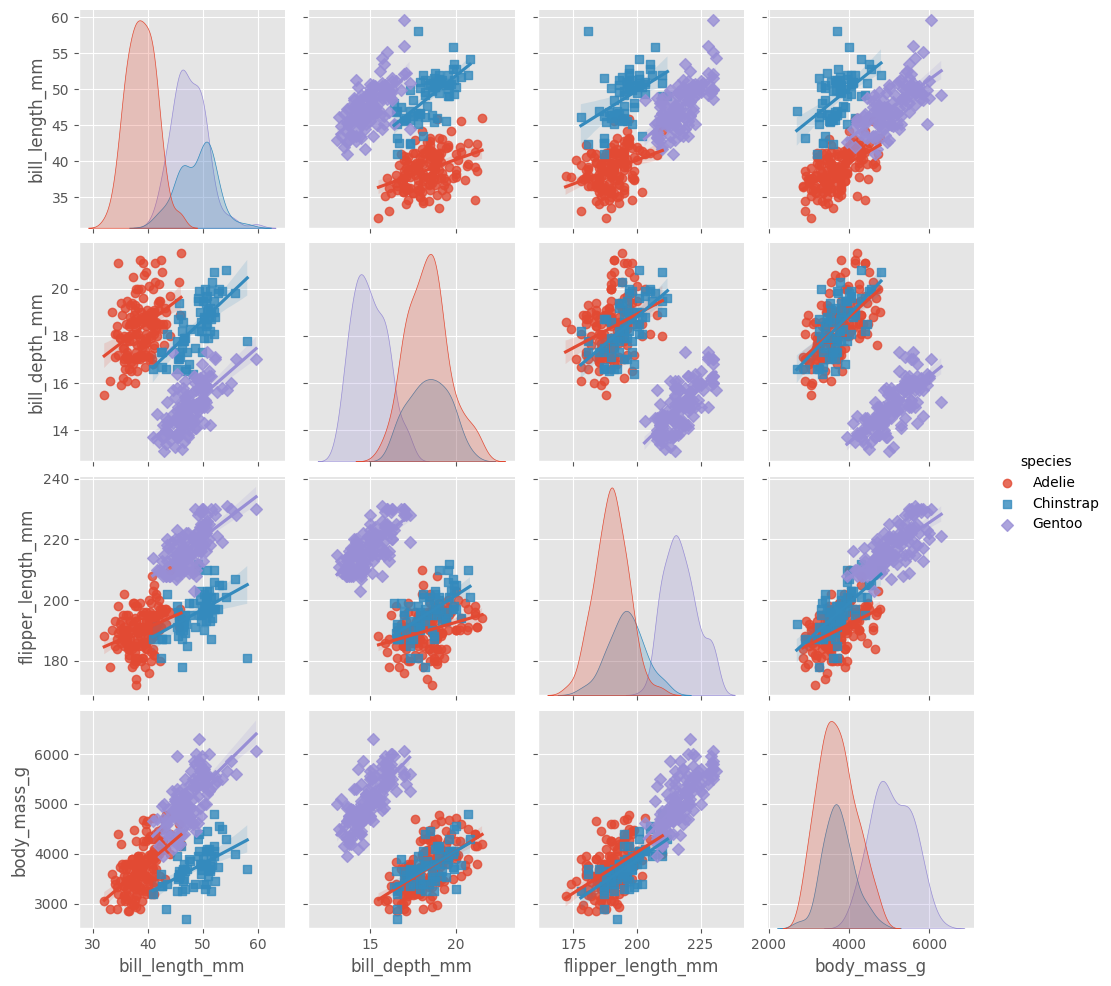 60
55
50
45
40
35
bill_length_mm
20
18
16
14
bill_depth_mm
species
Adelie
Chinstrap
Gentoo
240
220
200
180
flipper_length_mm
6000
5000
4000
3000
body_mass_g
30 40 50 60
15 20
175 200 225
2000 4000 6000
bill_length_mm
bill_depth_mm
flipper_length_mm
body_mass_g